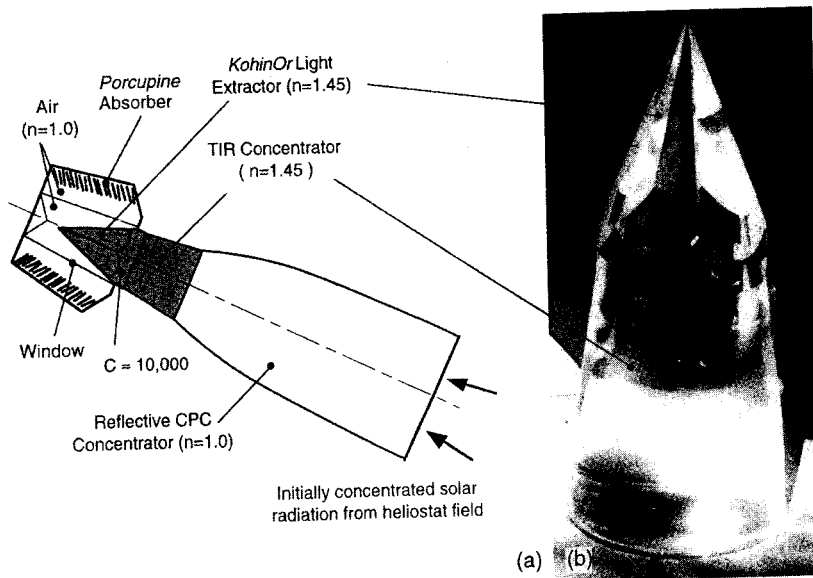 KohinOr Light
Extractor (n=1.45)
Porcupine
Absorber
Air
(n=1.0)
TIR Concentrator
( n=1.45 )
Window
C ≈ 10,000
Reflective CPC
Concentrator (n=1.0)
Initially concentrated solar
radiation from heliostat field
(a) (b)